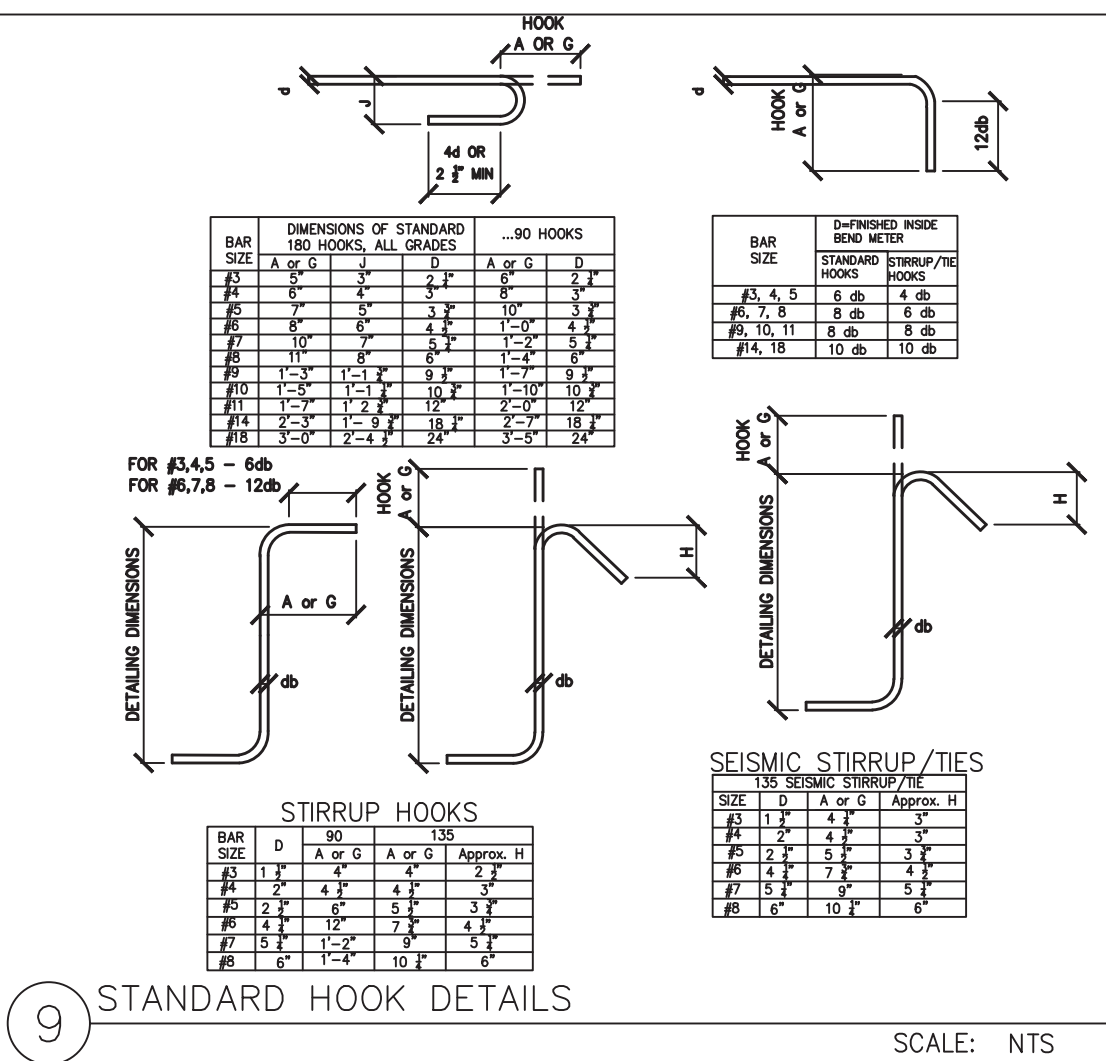 HOOK
A OR G
d
J
4d OR
2 ½" MIN
d
HOOK
A or G
12db
BAR SIZE | DIMENSIONS OF STANDARD 180 HOOKS, ALL GRADES | ...90 HOOKS
A or G | J | D | A or G | D
#3 | 5" | 3" | 2 ¼" | 6" | 2 ¼"
#4 | 6" | 4" | 3" | 8" | 3"
#5 | 7" | 5" | 3 ¾" | 10" | 3 ¾"
#6 | 8" | 6" | 4 ½" | 1'-0" | 4 ½"
#7 | 10" | 7" | 5 ¼" | 1'-2" | 5 ¼"
#8 | 11" | 8" | 6" | 1'-4" | 6"
#9 | 1'-3" | 1'-1 | 9 ½" | 1'-7" | 9 ½"
#10 | 1'-5" | 1'-1 | 10 ¾" | 1'-10" | 10 ¾"
#11 | 1'-7" | 1' 2 ¾" | 12" | 2'-0" | 12"
#14 | 2'-3" | 1'- 9 ¾" | 18 ¼" | 2'-7" | 18 ¼"
#18 | 3'-0" | 2'-4 ½" | 24" | 3'-5" | 24"
BAR SIZE | D=FINISHED INSIDE BEND METER
STANDARD HOOKS | STIRRUP/TIE HOOKS
#3, 4, 5 | 6 db | 4 db
#6, 7, 8 | 8 db | 6 db
#9, 10, 11 | 8 db | 8 db
#14, 18 | 10 db | 10 db
FOR #3,4,5 - 6db
FOR #6,7,8 - 12db
DETAILING DIMENSIONS
A or G
db
HOOK
A or G
DETAILING DIMENSIONS
H
db
HOOK
A or G
DETAILING DIMENSIONS
H
db
STIRRUP HOOKS
BAR SIZE | D | 90 | 135
A or G | A or G | Approx. H
#3 | 1 ½" | 4" | 4" | 2 ½"
#4 | 2" | 4 ½" | 4 ½" | 3"
#5 | 2 ½" | 6" | 5 ½" | 3 ¾"
#6 | 4 ½" | 12" | 7 ¾" | 4 ½"
#7 | 5 ¼" | 1'-2" | 9" | 5 ¼"
#8 | 6" | 1'-4" | 10 ¼" | 6"
SEISMIC STIRRUP/TIES
135 SEISMIC STIRRUP/TIE
SIZE | D | A or G | Approx. H
#3 | 1 ½" | 4 ¼" | 3"
#4 | 2" | 4 ½" | 3"
#5 | 2 ½" | 5 ½" | 3 ¾"
#6 | 4 ½" | 7 ¾" | 4 ½"
#7 | 5 ¼" | 9" | 5 ¼"
#8 | 6" | 10 ¼" | 6"
9
STANDARD HOOK DETAILS
SCALE: NTS